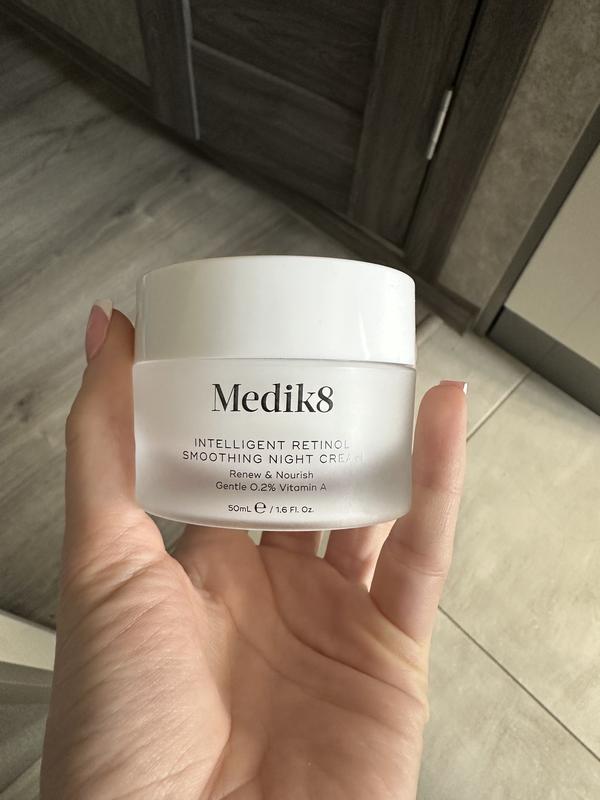 Medik8
INTELLIGENT RETINOL
SMOOTHING NIGHT CREAM
Renew & Nourish
Gentle 0.2% Vitamin A
50mL ℮ / 1.6 Fl. Oz.